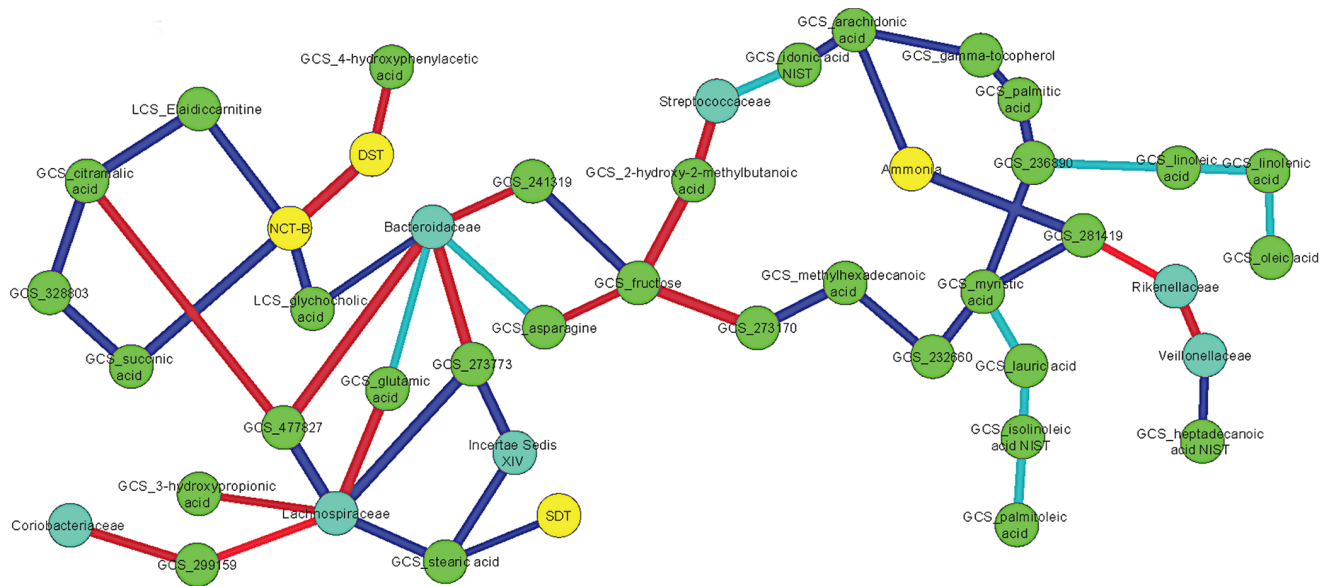 GCS_arachidonic
acid
GCS_idonic acid
NIST
GCS_gamma-tocopherol
GCS_4-hydroxyphenylacetic
acid
GCS_palmitic
acid
LCS_Elaidiccarnitine
Streptococcaceae
DST
GCS_citramalic
acid
GCS_241319
GCS_2-hydroxy-2-methylbutanoic
acid
Ammonia
GCS_236890
GCS_linoleic
acid
GCS_linolenic
acid
NCT-B
Bacteroidaceae
GCS_281419
GCS_oleic acid
GCS_328803
LCS_glychocholic
acid
GCS_fructose
GCS_methylhexadecanoic
acid
GCS_myristic
acid
Rikenellaceae
GCS_asparagine
GCS_273170
GCS_232660
GCS_succinic
acid
GCS_273773
GCS_glutamic
acid
GCS_lauric acid
Veillonellaceae
GCS_477827
Incertae Sedis
XIV
GCS_isolinoleic
acid NIST
GCS_heptadecanoic
acid NIST
GCS_3-hydroxypropionic
acid
Lachnospiraceae
SDT
GCS_palmitoleic
acid
Coriobacteriaceae
GCS_299159
GCS_stearic acid